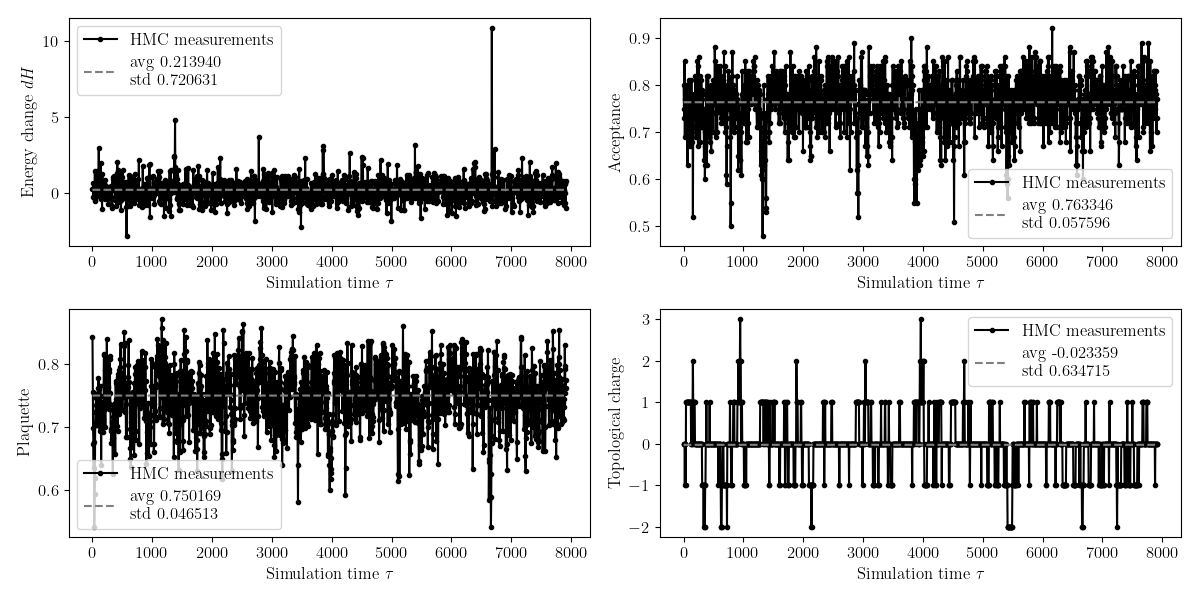 10
5
0
Energy change dH
HMC measurements
avg 0.213940
std 0.720631
0 1000 2000 3000 4000 5000 6000 7000 8000
Simulation time τ
0.9
0.8
0.7
0.6
0.5
Acceptance
HMC measurements
avg 0.763346
std 0.057596
0 1000 2000 3000 4000 5000 6000 7000 8000
Simulation time τ
0.8
0.7
0.6
Plaquette
HMC measurements
avg 0.750169
std 0.046513
0 1000 2000 3000 4000 5000 6000 7000 8000
Simulation time τ
3
2
1
0
−1
−2
Topological charge
HMC measurements
avg -0.023359
std 0.634715
0 1000 2000 3000 4000 5000 6000 7000 8000
Simulation time τ